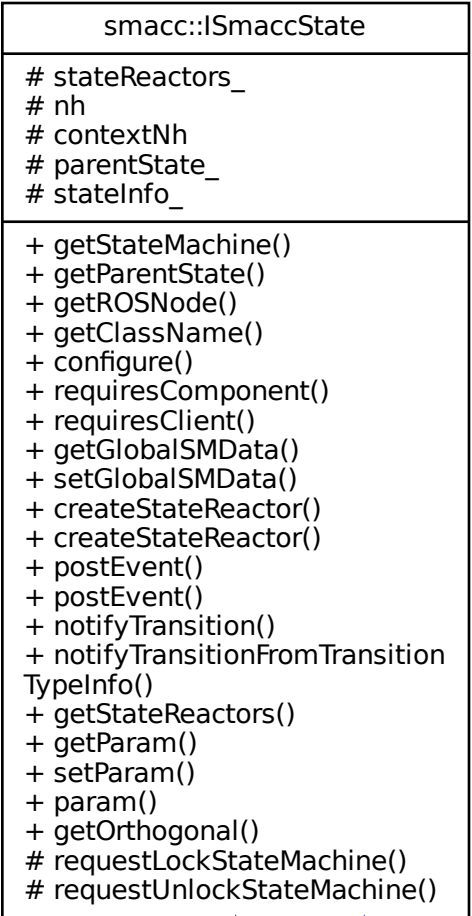 smacc::ISmaccState
# stateReactors_
# nh
# contextNh
# parentState_
# stateInfo_
+ getStateMachine()
+ getParentState()
+ getROSNode()
+ getClassName()
+ configure()
+ requiresComponent()
+ requiresClient()
+ getGlobalSMData()
+ setGlobalSMData()
+ createStateReactor()
+ createStateReactor()
+ postEvent()
+ postEvent()
+ notifyTransition()
+ notifyTransitionFromTransition
TypeInfo()
+ getStateReactors()
+ getParam()
+ setParam()
+ param()
+ getOrthogonal()
# requestLockStateMachine()
# requestUnlockStateMachine()